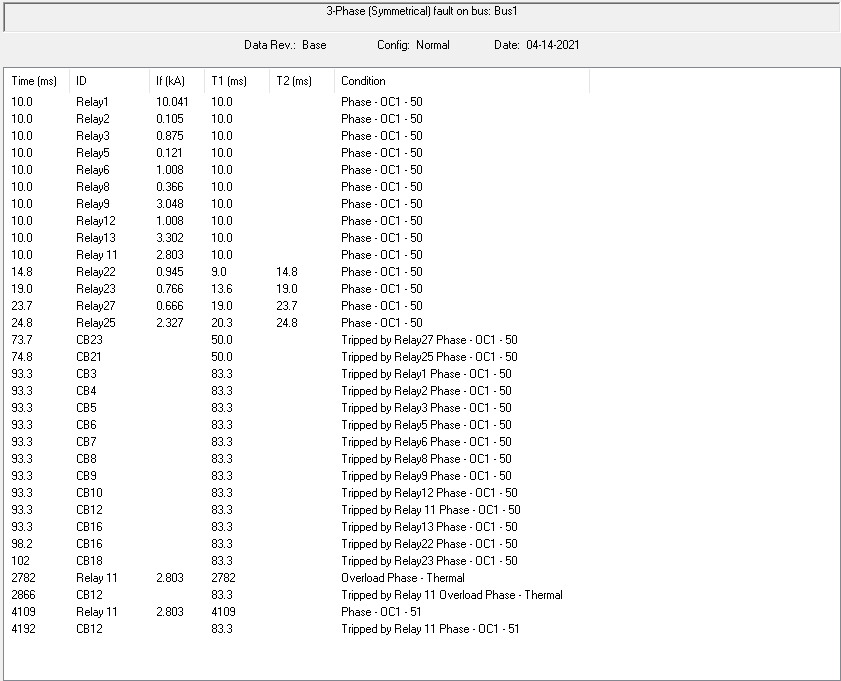 3-Phase (Symmetrical) fault on bus: Bus1
Data Rev.: Base Config: Normal Date: 04-14-2021
Time (ms) ID If (kA) T1 (ms) T2 (ms) Condition
10.0 Relay1 10.041 10.0 Phase - OC1 - 50
10.0 Relay2 0.105 10.0 Phase - OC1 - 50
10.0 Relay3 0.875 10.0 Phase - OC1 - 50
10.0 Relay5 0.121 10.0 Phase - OC1 - 50
10.0 Relay6 1.008 10.0 Phase - OC1 - 50
10.0 Relay8 0.366 10.0 Phase - OC1 - 50
10.0 Relay9 3.048 10.0 Phase - OC1 - 50
10.0 Relay12 1.008 10.0 Phase - OC1 - 50
10.0 Relay13 3.302 10.0 Phase - OC1 - 50
10.0 Relay 11 2.803 10.0 Phase - OC1 - 50
14.8 Relay22 0.945 9.0 14.8 Phase - OC1 - 50
19.0 Relay23 0.766 13.6 19.0 Phase - OC1 - 50
23.7 Relay27 0.666 19.0 23.7 Phase - OC1 - 50
24.8 Relay25 2.327 20.3 24.8 Phase - OC1 - 50
73.7 CB23 50.0 Tripped by Relay27 Phase - OC1 - 50
74.8 CB21 50.0 Tripped by Relay25 Phase - OC1 - 50
93.3 CB3 83.3 Tripped by Relay1 Phase - OC1 - 50
93.3 CB4 83.3 Tripped by Relay2 Phase - OC1 - 50
93.3 CB5 83.3 Tripped by Relay3 Phase - OC1 - 50
93.3 CB6 83.3 Tripped by Relay5 Phase - OC1 - 50
93.3 CB7 83.3 Tripped by Relay6 Phase - OC1 - 50
93.3 CB8 83.3 Tripped by Relay8 Phase - OC1 - 50
93.3 CB9 83.3 Tripped by Relay9 Phase - OC1 - 50
93.3 CB10 83.3 Tripped by Relay12 Phase - OC1 - 50
93.3 CB12 83.3 Tripped by Relay 11 Phase - OC1 - 50
93.3 CB16 83.3 Tripped by Relay13 Phase - OC1 - 50
98.2 CB16 83.3 Tripped by Relay22 Phase - OC1 - 50
102 CB18 83.3 Tripped by Relay23 Phase - OC1 - 50
2782 Relay 11 2.803 2782 Overload Phase - Thermal
2866 CB12 83.3 Tripped by Relay 11 Overload Phase - Thermal
4109 Relay 11 2.803 4109 Phase - OC1 - 51
4192 CB12 83.3 Tripped by Relay 11 Phase - OC1 - 51